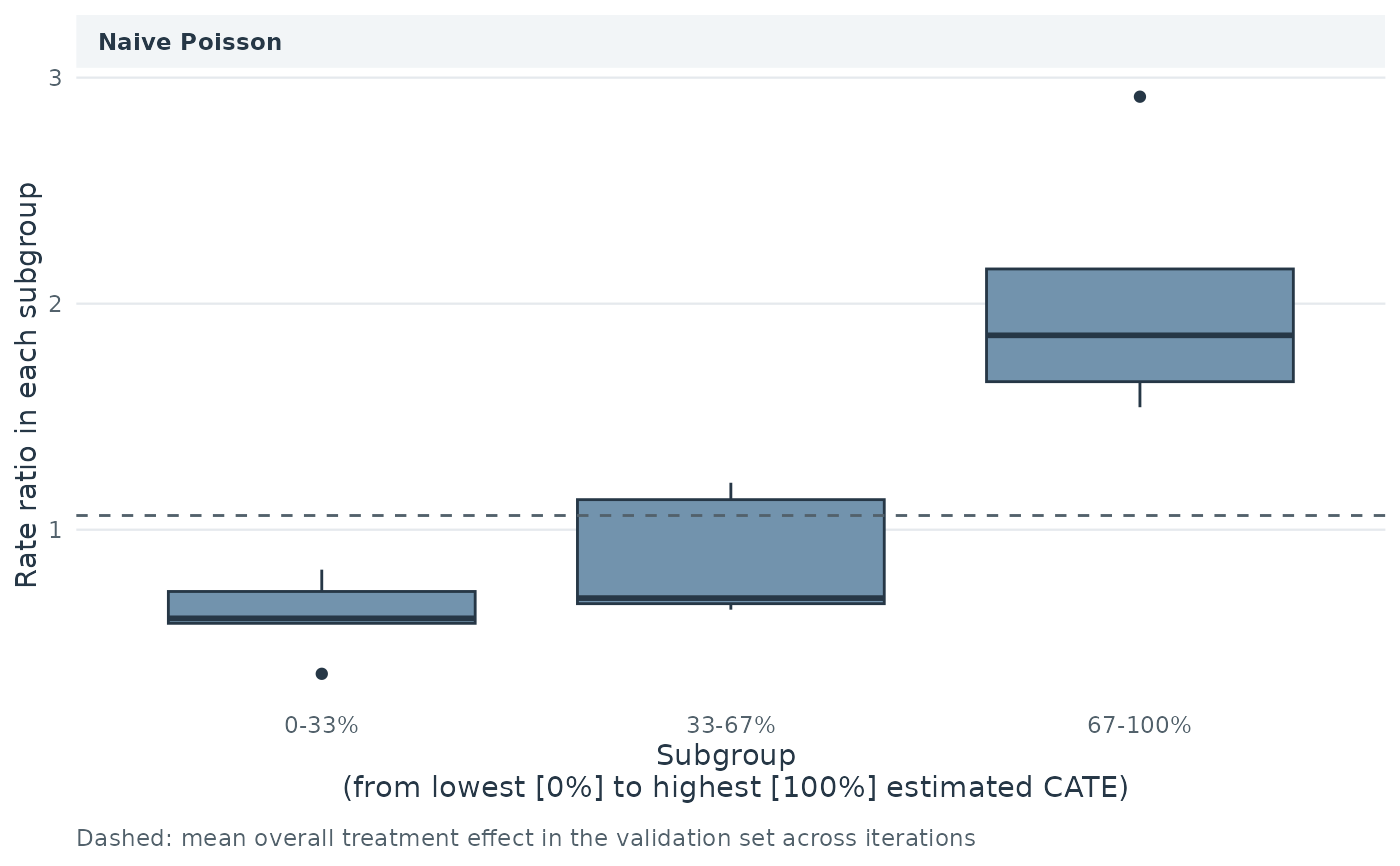 Naive Poisson
3
2
1
Rate ratio in each subgroup
0-33%
33-67%
67-100%
Subgroup
(from lowest [0%] to highest [100%] estimated CATE)
Dashed: mean overall treatment effect in the validation set across iterations